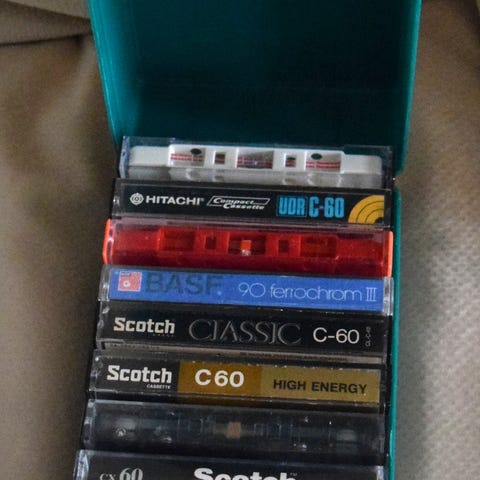 HITACHI Compact Cassette UDR C-60
BASF 90 ferrochrom III
Scotch CLASSIC C-60
Scotch CASSETTE C60 HIGH ENERGY
CX 60 Scotch